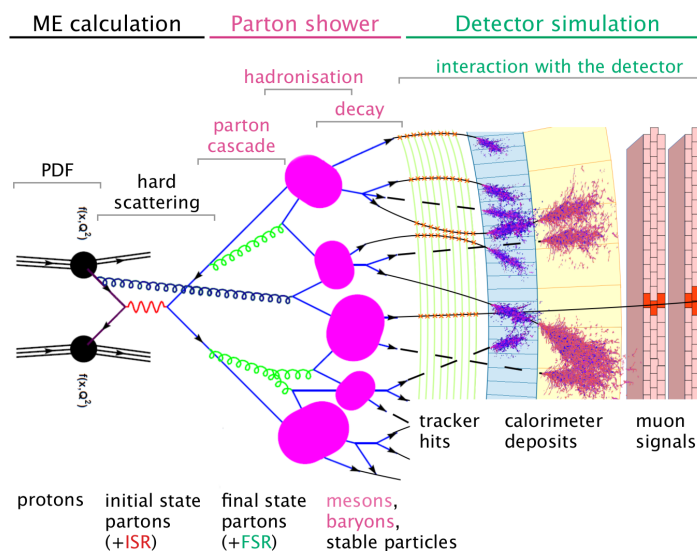 ME calculation
Parton shower
Detector simulation
hadronisation
interaction with the detector
decay
parton
cascade
PDF
hard
scattering
f(x,Q²)
f(x,Q²)
tracker
hits
calorimeter
deposits
muon
signals
protons
initial state
partons
(+ISR)
final state
partons
(+FSR)
mesons,
baryons,
stable particles